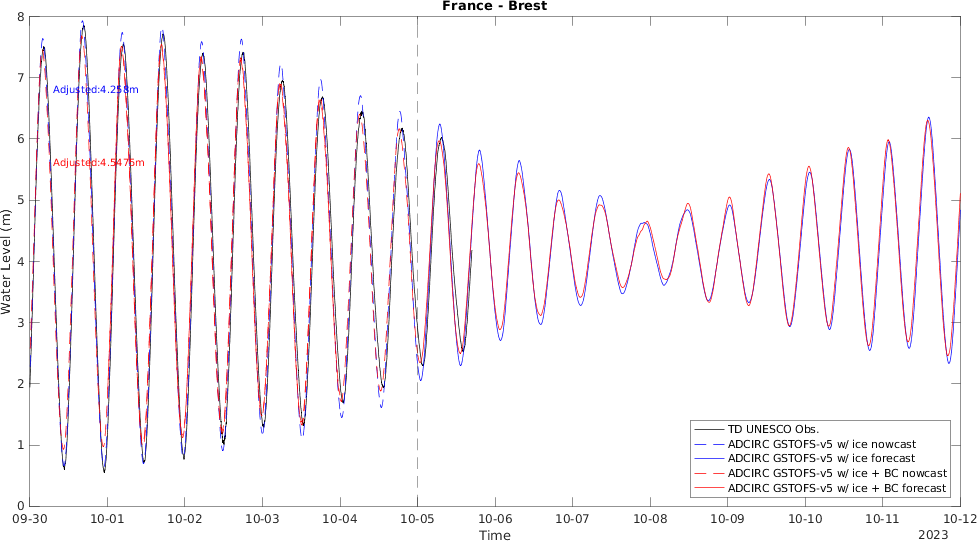 France - Brest
8
7
6
5
4
3
2
1
0
Water Level (m)
Adjusted:4.258m
Adjusted:4.5475m
TD UNESCO Obs.
ADCIRC GSTOFS-v5 w/ ice nowcast
ADCIRC GSTOFS-v5 w/ ice forecast
ADCIRC GSTOFS-v5 w/ ice + BC nowcast
ADCIRC GSTOFS-v5 w/ ice + BC forecast
09-30 10-01 10-02 10-03 10-04 10-05 10-06 10-07 10-08 10-09 10-10 10-11 10-12
Time
2023